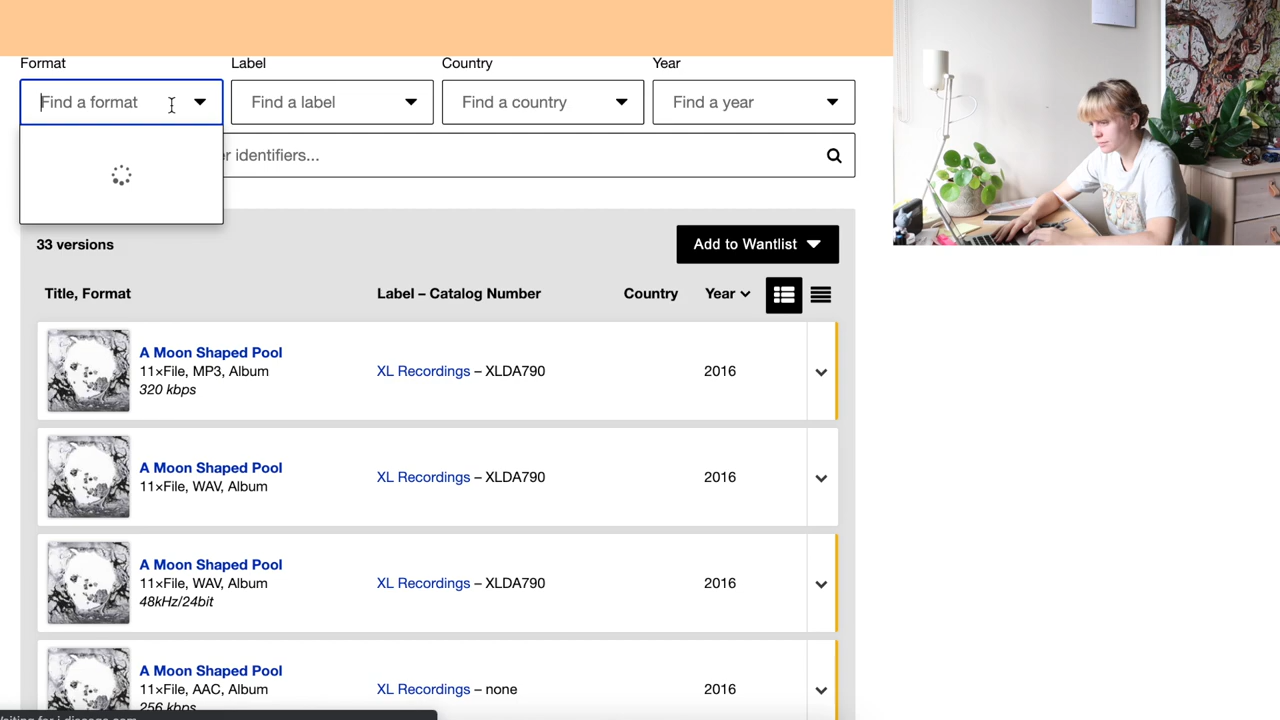 Format Label Country Year
Find a format Find a label Find a country Find a year
r identifiers...
33 versions Add to Wantlist
Title, Format Label – Catalog Number Country Year
A Moon Shaped Pool
11×File, MP3, Album XL Recordings – XLDA790 2016
320 kbps
A Moon Shaped Pool
11×File, WAV, Album XL Recordings – XLDA790 2016
A Moon Shaped Pool
11×File, WAV, Album XL Recordings – XLDA790 2016
48kHz/24bit
A Moon Shaped Pool
11×File, AAC, Album XL Recordings – none 2016
256 kbps